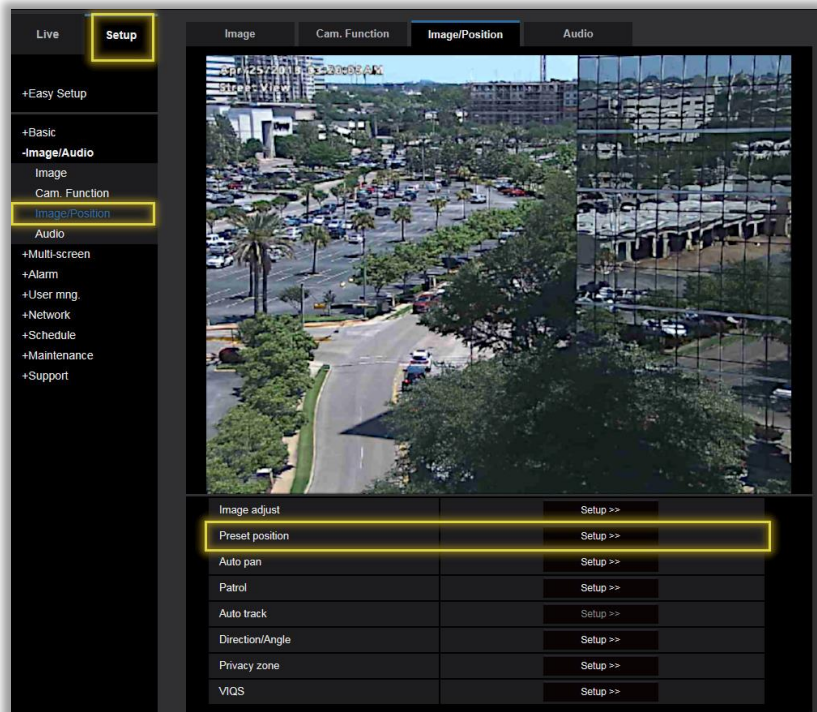 Live Setup
Image Cam. Function Image/Position Audio
+Easy Setup
+Basic
-Image/Audio
Image
Cam. Function
Image/Position
Audio
+Multi-screen
+Alarm
+User mng.
+Network
+Schedule
+Maintenance
+Support
Street View
Image adjust Setup >>
Preset position Setup >>
Auto pan Setup >>
Patrol Setup >>
Auto track Setup >>
Direction/Angle Setup >>
Privacy zone Setup >>
VIQS Setup >>